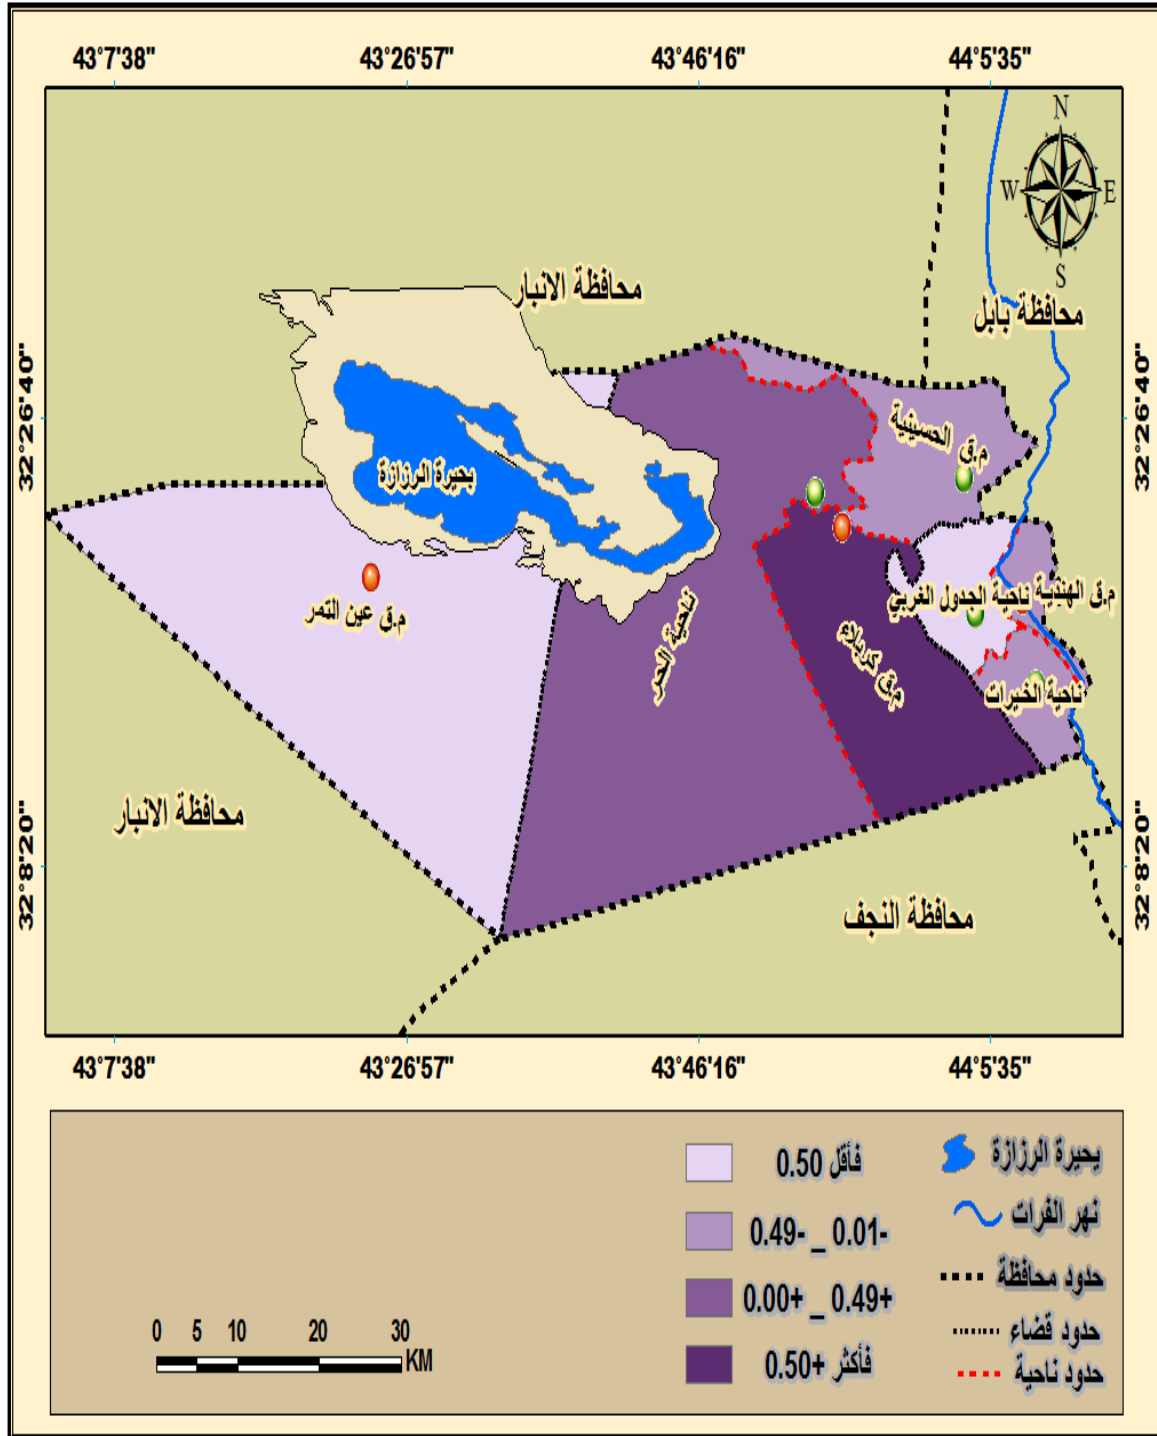 43°7'38" 43°26'57" 43°46'16" 44°5'35"
N
W E
S
محافظة الانبار
محافظة بابل
32°26'40" 32°26'40"
م.ق الحسينية
بحيرة الرزازة
م.ق عين التمر
ناحية الحر
م.ق كربلاء
ناحية الجدول الغربي
م.ق الهندية
ناحية الخيرات
محافظة الانبار
32°8'20" 32°8'20"
محافظة النجف
43°7'38" 43°26'57" 43°46'16" 44°5'35"
يحيرة الرزازة
نهر الفرات
حدود محافظة
حدود قضاء
حدود ناحية
فأقل 0.50
0.49- _ 0.01-
0.00+ _ 0.49+
فأكثر +0.50
0 5 10 20 30
KM